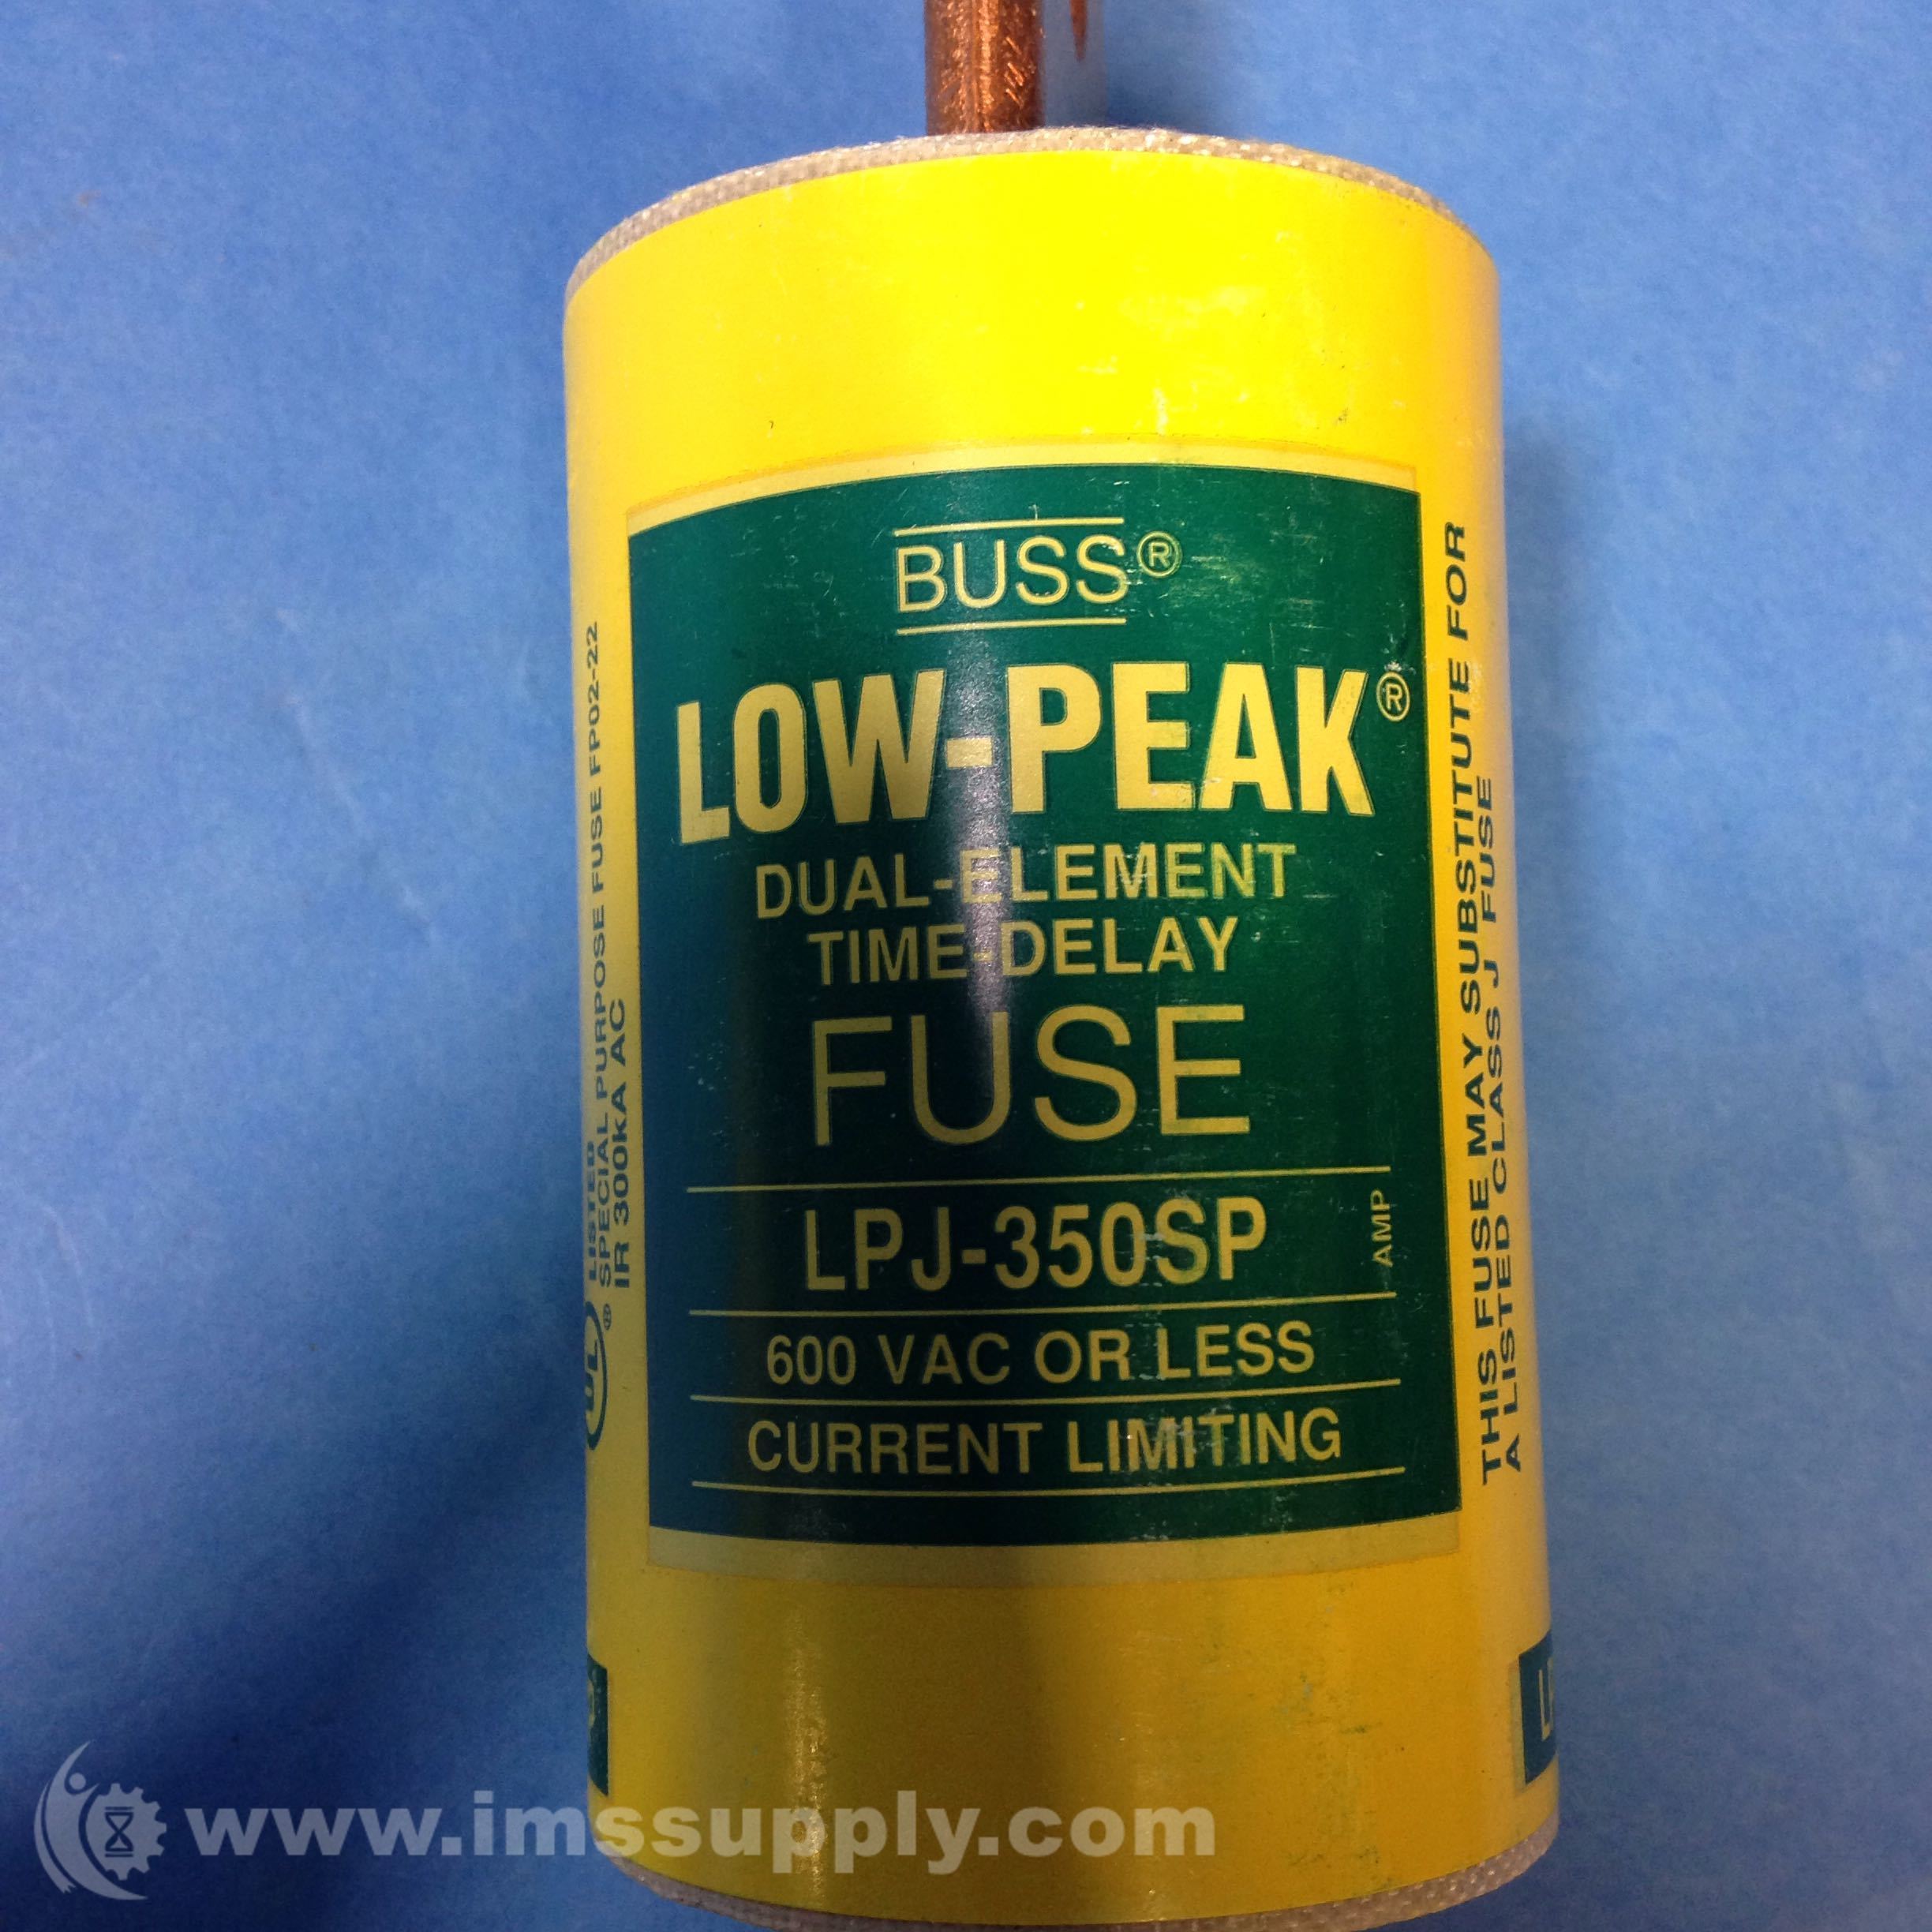 BUSS®
LOW-PEAK®
DUAL-ELEMENT
TIME-DELAY
FUSE
LPJ-350SP AMP
600 VAC OR LESS
CURRENT LIMITING
UL® LISTED
SPECIAL PURPOSE FUSE FP02-22
IR 300kA AC
THIS FUSE MAY SUBSTITUTE FOR
A LISTED CLASS J FUSE
www.imssupply.com